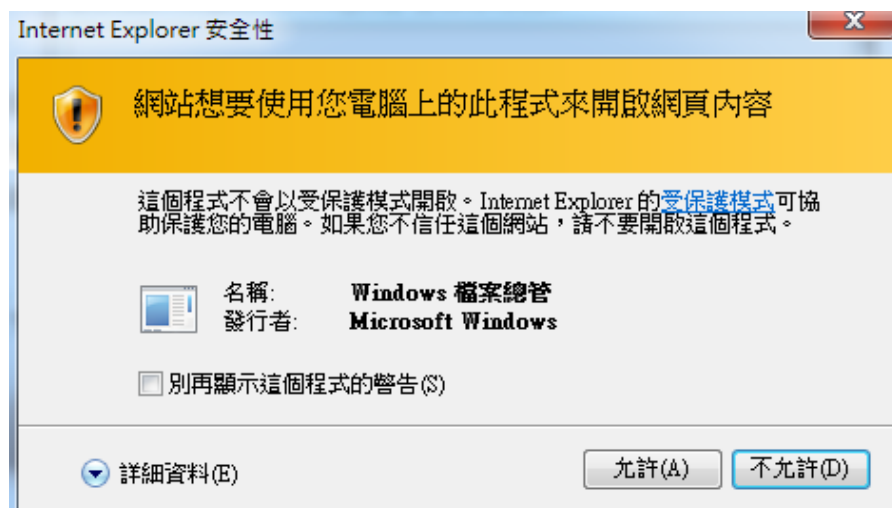 Internet Explorer 安全性
網站想要使用您電腦上的此程式來開啟網頁內容
這個程式不會以受保護模式開啟。Internet Explorer 的受保護模式可協
助保護您的電腦。如果您不信任這個網站，請不要開啟這個程式。
名稱: Windows 檔案總管
發行者: Microsoft Windows
別再顯示這個程式的警告(S)
詳細資料(E) 允許(A) 不允許(D)